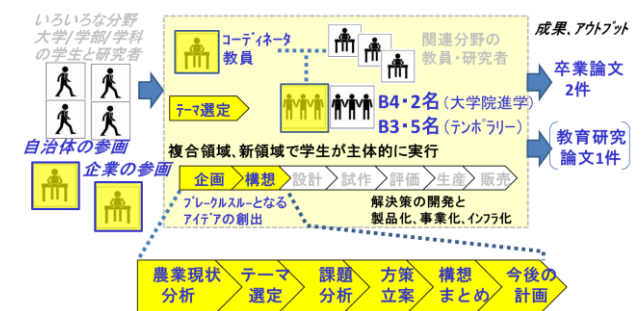 いろいろな分野
大学/学部/学科
の学生と研究者
自治体の参画
企業の参画
コーディネータ
教員
関連分野の
教員・研究者
テーマ選定
B4・2名(大学院進学)
B3・5名(テンポラリー)
複合領域、新領域で学生が主体的に実行
企画 構想 設計 試作 評価 生産 販売
ブレークルスルーとなる
アイデアの創出
解決策の開発と
製品化、事業化、インフラ化
成果、アウトプット
卒業論文
2件
教育研究
論文1件
農業現状 テーマ 課題 方策 構想 今後の
分析 選定 分析 立案 まとめ 計画